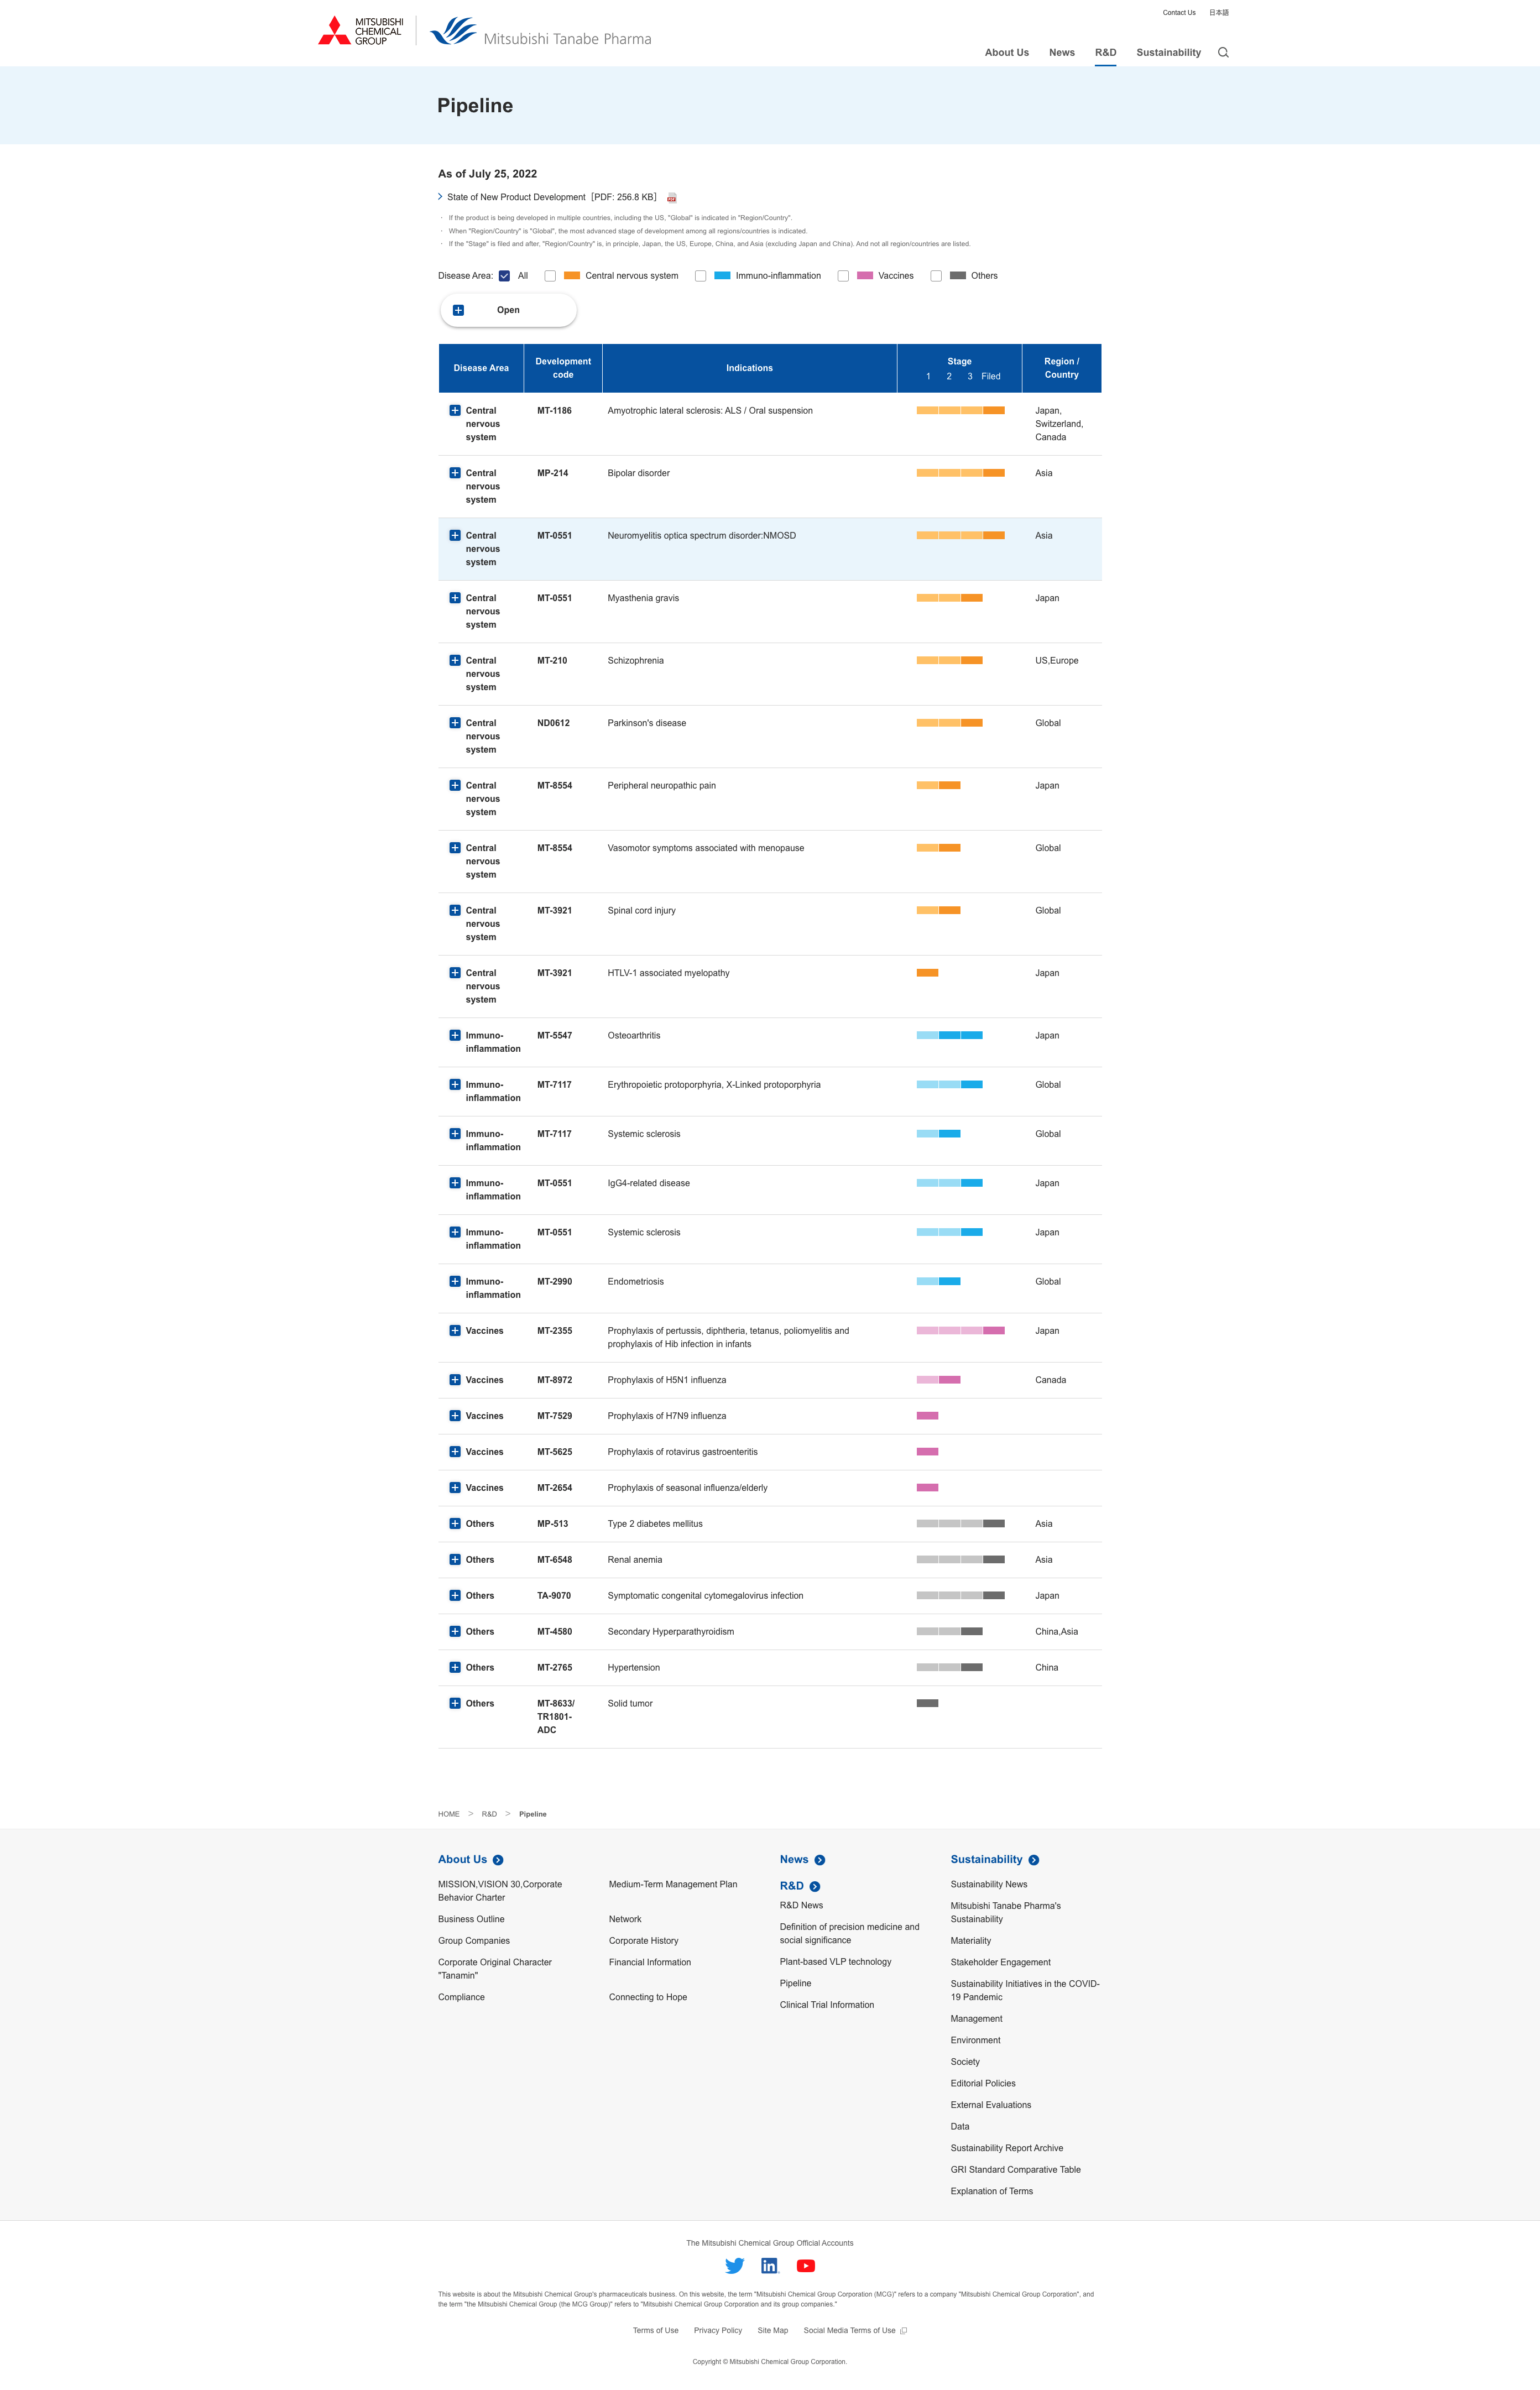 Contact Us 日本語
MITSUBISHI
CHEMICAL
GROUP
Mitsubishi Tanabe Pharma
About Us News R&D Sustainability
Pipeline
As of July 25, 2022
State of New Product Development［PDF: 256.8 KB］
・ If the product is being developed in multiple countries, including the US, "Global" is indicated in "Region/Country".
・ When "Region/Country" is "Global", the most advanced stage of development among all regions/countries is indicated.
・ If the "Stage" is filed and after, "Region/Country" is, in principle, Japan, the US, Europe, China, and Asia (excluding Japan and China). And not all region/countries are listed.
Disease Area: All Central nervous system Immuno-inflammation Vaccines Others
Open
Disease Area
Development
code
Indications
Stage
1 2 3 Filed
Region /
Country
Central
nervous
system
MT-1186
Amyotrophic lateral sclerosis: ALS / Oral suspension
Japan,
Switzerland,
Canada
Central
nervous
system
MP-214
Bipolar disorder
Asia
Central
nervous
system
MT-0551
Neuromyelitis optica spectrum disorder:NMOSD
Asia
Central
nervous
system
MT-0551
Myasthenia gravis
Japan
Central
nervous
system
MT-210
Schizophrenia
US,Europe
Central
nervous
system
ND0612
Parkinson's disease
Global
Central
nervous
system
MT-8554
Peripheral neuropathic pain
Japan
Central
nervous
system
MT-8554
Vasomotor symptoms associated with menopause
Global
Central
nervous
system
MT-3921
Spinal cord injury
Global
Central
nervous
system
MT-3921
HTLV-1 associated myelopathy
Japan
Immuno-
inflammation
MT-5547
Osteoarthritis
Japan
Immuno-
inflammation
MT-7117
Erythropoietic protoporphyria, X-Linked protoporphyria
Global
Immuno-
inflammation
MT-7117
Systemic sclerosis
Global
Immuno-
inflammation
MT-0551
IgG4-related disease
Japan
Immuno-
inflammation
MT-0551
Systemic sclerosis
Japan
Immuno-
inflammation
MT-2990
Endometriosis
Global
Vaccines
MT-2355
Prophylaxis of pertussis, diphtheria, tetanus, poliomyelitis and
prophylaxis of Hib infection in infants
Japan
Vaccines MT-8972 Prophylaxis of H5N1 influenza Canada
Vaccines MT-7529 Prophylaxis of H7N9 influenza
Vaccines MT-5625 Prophylaxis of rotavirus gastroenteritis
Vaccines MT-2654 Prophylaxis of seasonal influenza/elderly
Others MP-513 Type 2 diabetes mellitus Asia
Others MT-6548 Renal anemia Asia
Others TA-9070 Symptomatic congenital cytomegalovirus infection Japan
Others MT-4580 Secondary Hyperparathyroidism China,Asia
Others MT-2765 Hypertension China
Others
MT-8633/
TR1801-
ADC
Solid tumor
HOME > R&D > Pipeline
About Us
MISSION,VISION 30,Corporate
Behavior Charter
Business Outline
Group Companies
Corporate Original Character
"Tanamin"
Compliance
Medium-Term Management Plan
Network
Corporate History
Financial Information
Connecting to Hope
News
R&D
R&D News
Definition of precision medicine and
social significance
Plant-based VLP technology
Pipeline
Clinical Trial Information
Sustainability
Sustainability News
Mitsubishi Tanabe Pharma's
Sustainability
Materiality
Stakeholder Engagement
Sustainability Initiatives in the COVID-
19 Pandemic
Management
Environment
Society
Editorial Policies
External Evaluations
Data
Sustainability Report Archive
GRI Standard Comparative Table
Explanation of Terms
The Mitsubishi Chemical Group Official Accounts
in
This website is about the Mitsubishi Chemical Group's pharmaceuticals business. On this website, the term "Mitsubishi Chemical Group Corporation (MCG)" refers to a company "Mitsubishi Chemical Group Corporation", and
the term "the Mitsubishi Chemical Group (the MCG Group)" refers to "Mitsubishi Chemical Group Corporation and its group companies."
Terms of Use Privacy Policy Site Map Social Media Terms of Use
Copyright © Mitsubishi Chemical Group Corporation.